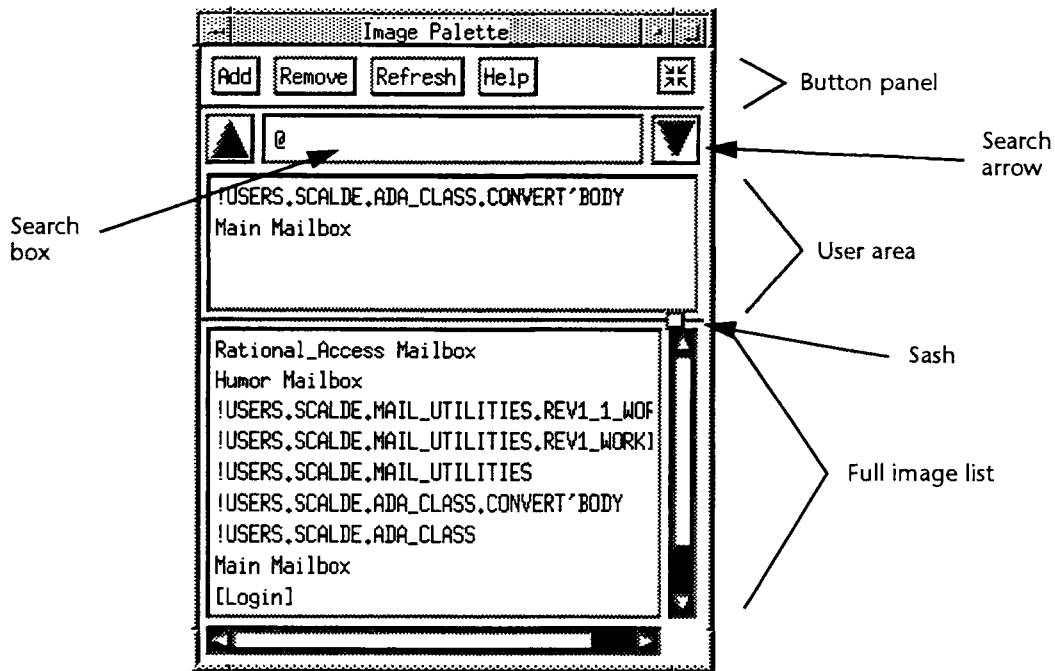 Image Palette
Add Remove Refresh Help
Button panel
@
Search
arrow
Search
box
!USERS.SCALDE.ADA_CLASS.CONVERT'BODY
Main Mailbox
User area
Sash
Rational_Access Mailbox
Humor Mailbox
!USERS.SCALDE.MAIL_UTILITIES.REV1_1_WOR
!USERS.SCALDE.MAIL_UTILITIES.REV1_WORKI
!USERS.SCALDE.MAIL_UTILITIES
!USERS.SCALDE.ADA_CLASS.CONVERT'BODY
!USERS.SCALDE.ADA_CLASS
Main Mailbox
[Login]
Full image list